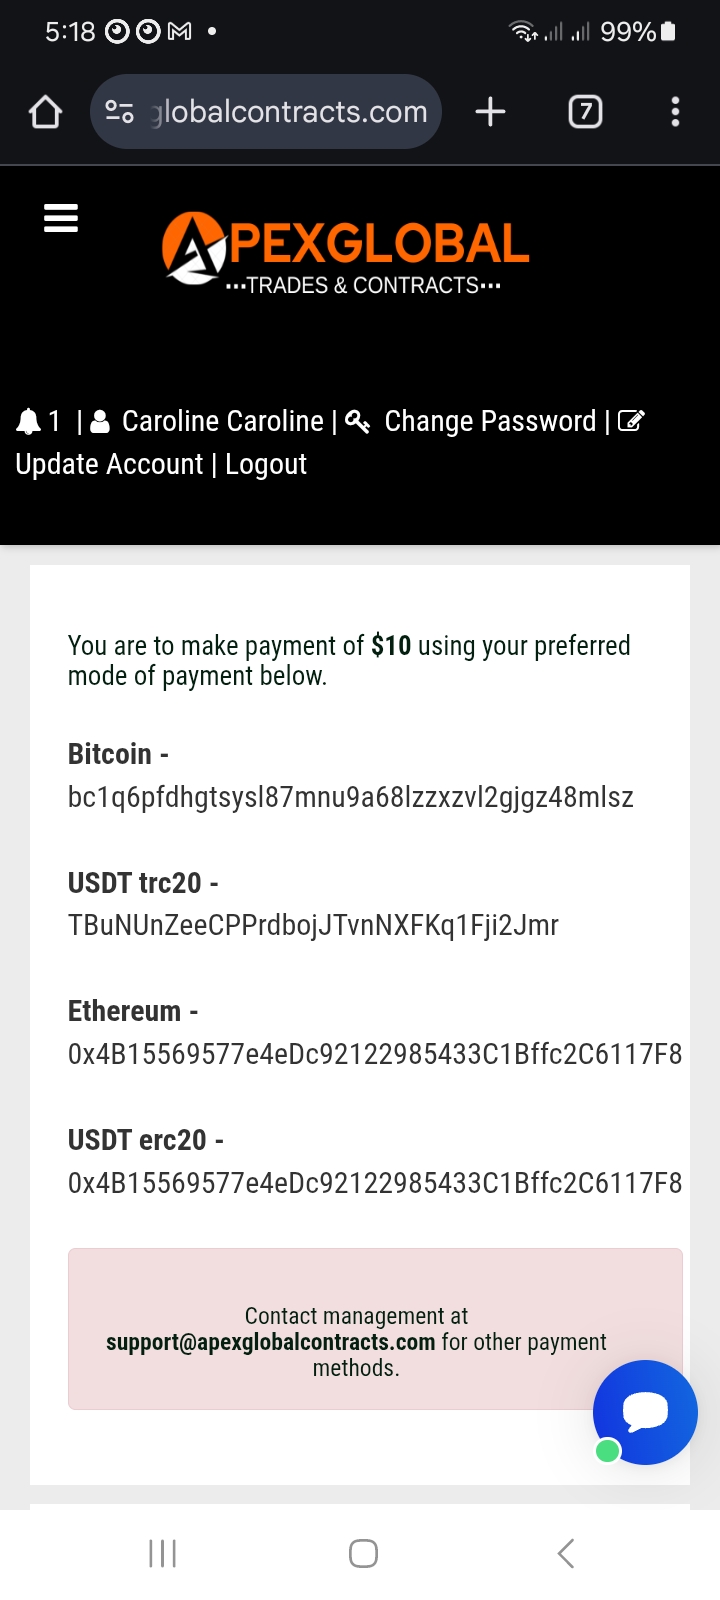 5:18
99%
globalcontracts.com
7
APEXGLOBAL
...TRADES & CONTRACTS...
1 | Caroline Caroline | Change Password |
Update Account | Logout
You are to make payment of $10 using your preferred
mode of payment below.
Bitcoin -
bc1q6pfdhgtsysl87mnu9a68lzzxzvl2gjgz48mlsz
USDT trc20 -
TBuNUnZeeCPPrdbojJTvnNXFKq1Fji2Jmr
Ethereum -
0x4B15569577e4eDc92122985433C1Bffc2C6117F8
USDT erc20 -
0x4B15569577e4eDc92122985433C1Bffc2C6117F8
Contact management at
support@apexglobalcontracts.com for other payment
methods.